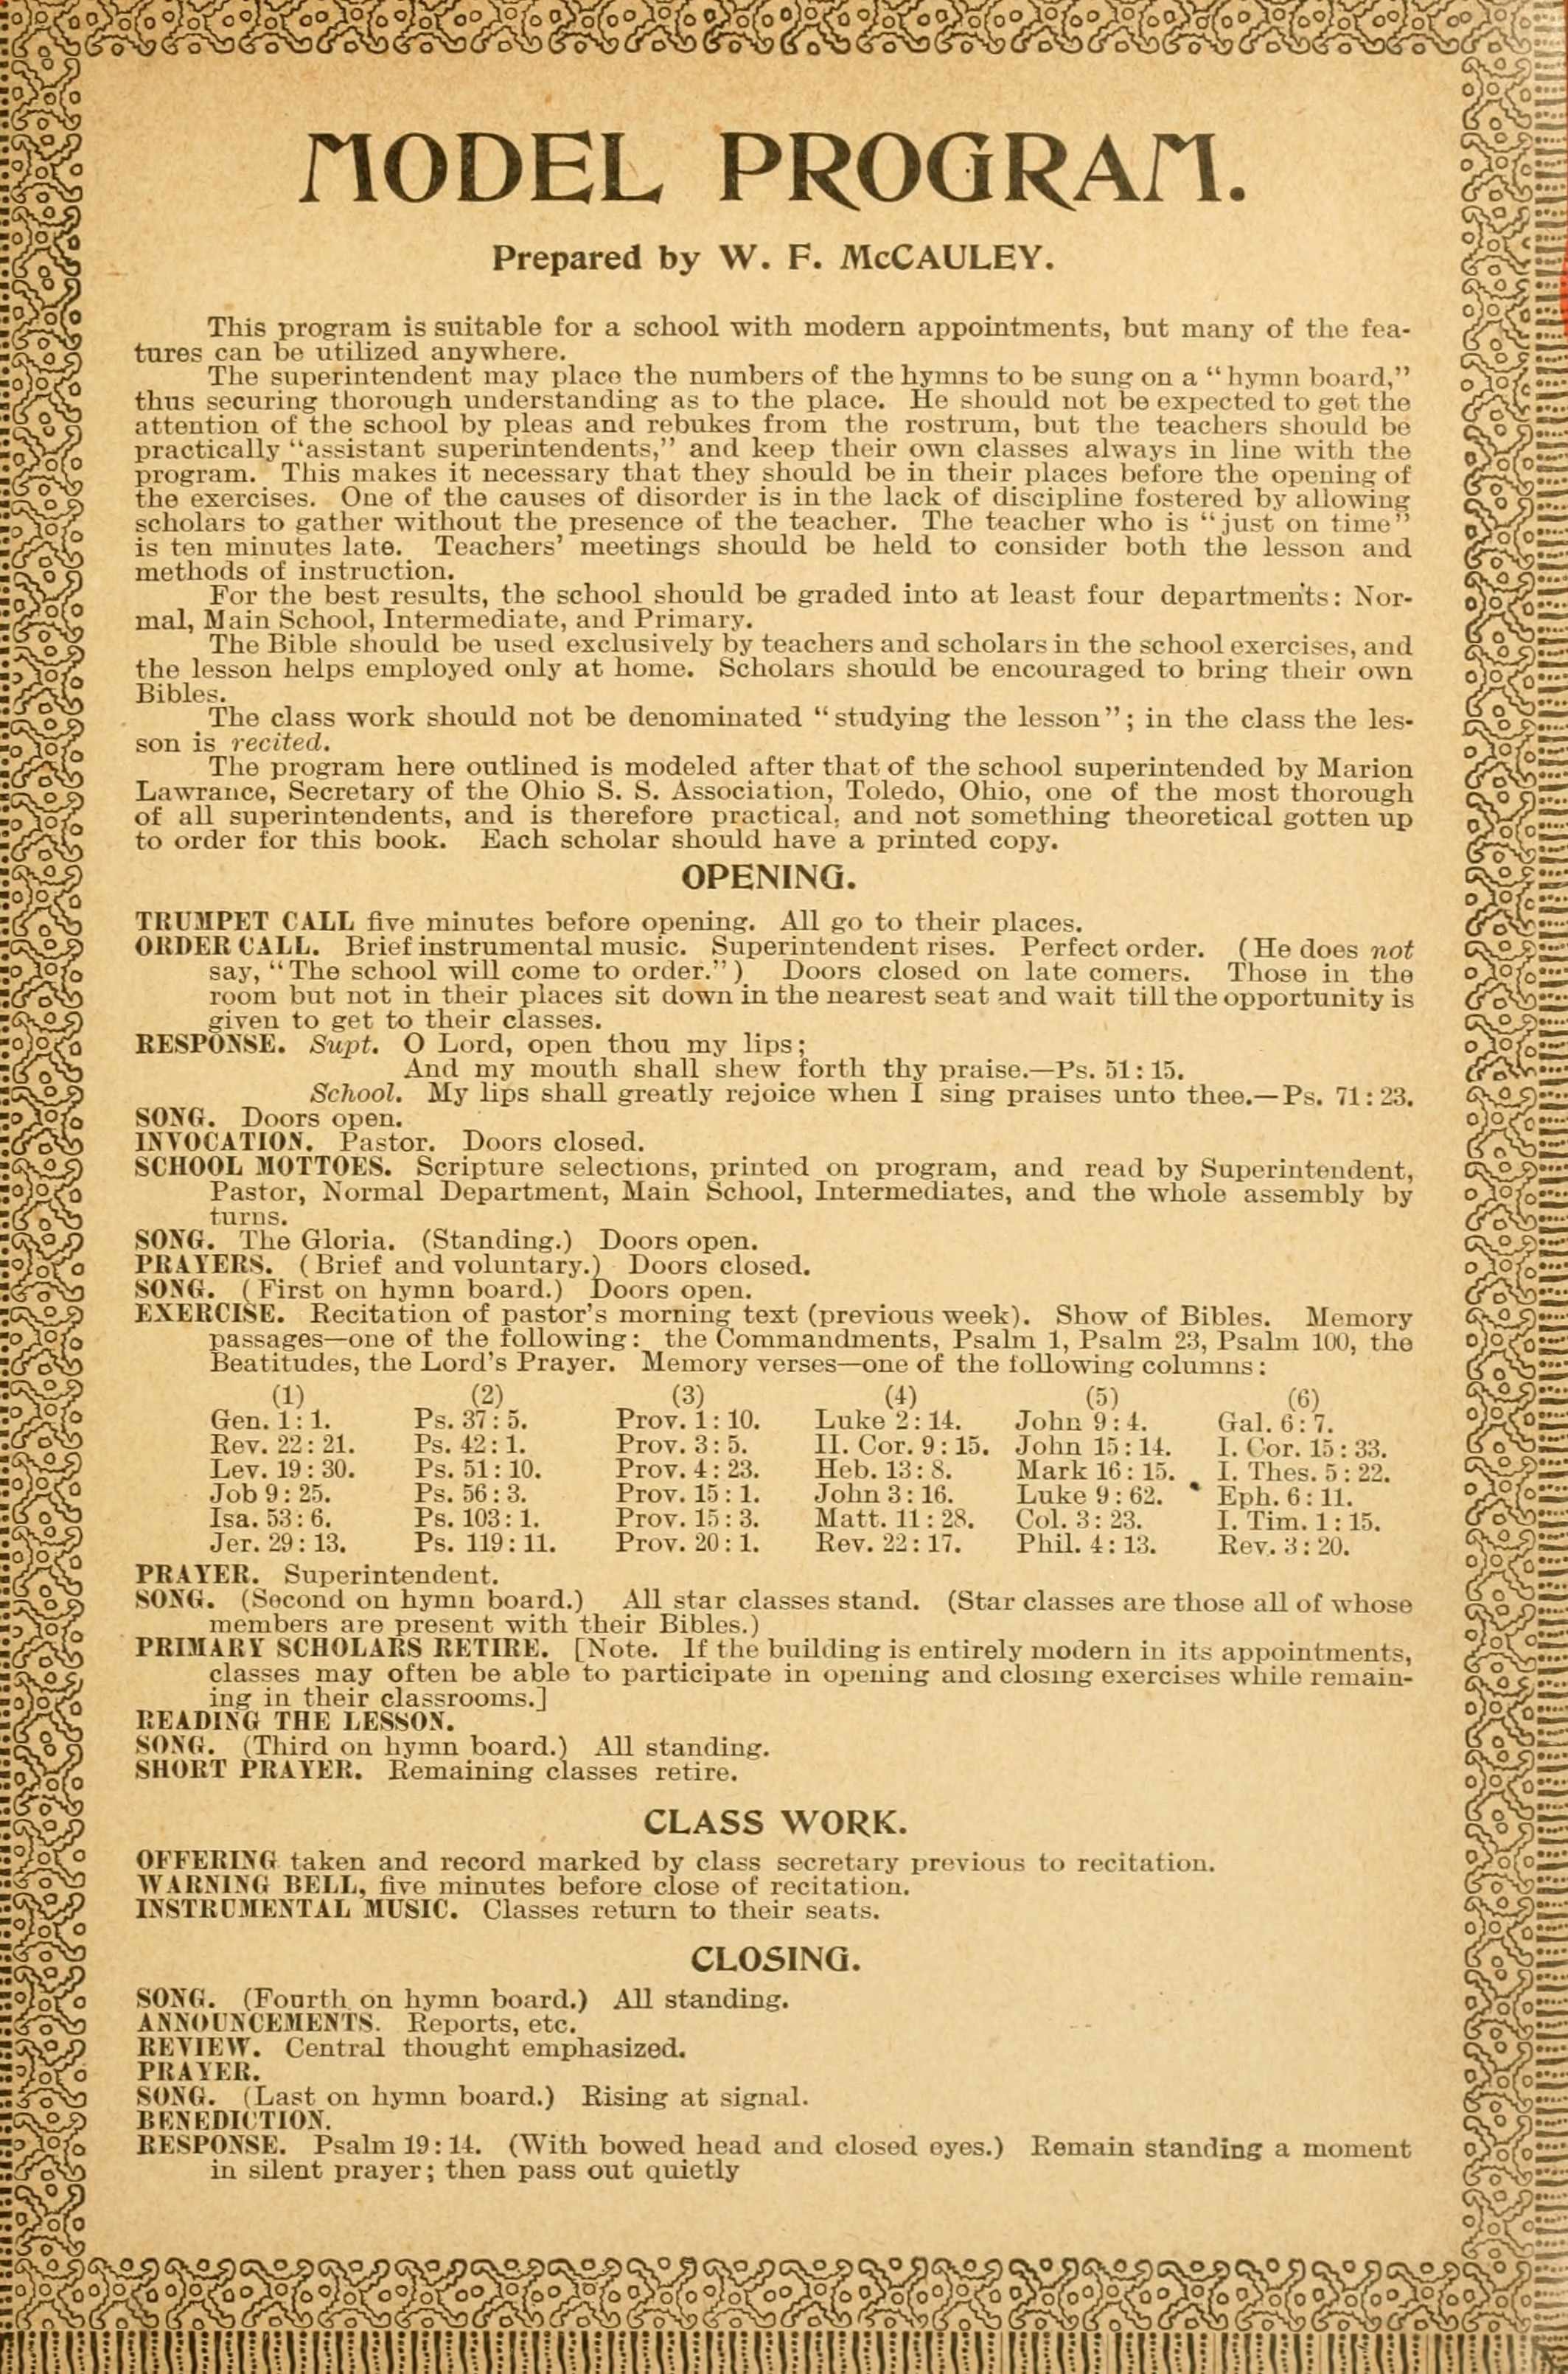 MODEL PROGRAM.
Prepared by W. F. McCAULEY.
This program is suitable for a school with modern appointments, but many of the fea-
tures can be utilized anywhere.
The superintendent may place the numbers of the hymns to be sung on a "hymn board,"
thus securing thorough understanding as to the place. He should not be expected to get the
attention of the school by pleas and rebukes from the rostrum, but the teachers should be
practically "assistant superintendents," and keep their own classes always in line with the
program. This makes it necessary that they should be in their places before the opening of
the exercises. One of the causes of disorder is in the lack of discipline fostered by allowing
scholars to gather without the presence of the teacher. The teacher who is "just on time"
is ten minutes late. Teachers' meetings should be held to consider both the lesson and
methods of instruction.
For the best results, the school should be graded into at least four departments: Nor-
mal, Main School, Intermediate, and Primary.
The Bible should be used exclusively by teachers and scholars in the school exercises, and
the lesson helps employed only at home. Scholars should be encouraged to bring their own
Bibles.
The class work should not be denominated "studying the lesson"; in the class the les-
son is recited.
The program here outlined is modeled after that of the school superintended by Marion
Lawrance, Secretary of the Ohio S. S. Association, Toledo, Ohio, one of the most thorough
of all superintendents, and is therefore practical, and not something theoretical gotten up
to order for this book. Each scholar should have a printed copy.
OPENING.
TRUMPET CALL five minutes before opening. All go to their places.
ORDER CALL. Brief instrumental music. Superintendent rises. Perfect order. (He does not
say, "The school will come to order.") Doors closed on late comers. Those in the
room but not in their places sit down in the nearest seat and wait till the opportunity is
given to get to their classes.
RESPONSE. Supt. O Lord, open thou my lips;
And my mouth shall shew forth thy praise.—Ps. 51:15.
School. My lips shall greatly rejoice when I sing praises unto thee.—Ps. 71:23.
SONG. Doors open.
INVOCATION. Pastor. Doors closed.
SCHOOL MOTTOES. Scripture selections, printed on program, and read by Superintendent,
Pastor, Normal Department, Main School, Intermediates, and the whole assembly by
turns.
SONG. The Gloria. (Standing.) Doors open.
PRAYERS. (Brief and voluntary.) Doors closed.
SONG. (First on hymn board.) Doors open.
EXERCISE. Recitation of pastor's morning text (previous week). Show of Bibles. Memory
passages—one of the following: the Commandments, Psalm 1, Psalm 23, Psalm 100, the
Beatitudes, the Lord's Prayer. Memory verses—one of the following columns:
(1) (2) (3) (4) (5) (6)
Gen. 1:1. Ps. 37:5. Prov. 1:10. Luke 2:14. John 9:4. Gal. 6:7.
Rev. 22:21. Ps. 42:1. Prov. 3:5. II. Cor. 9:15. John 15:14. I. Cor. 15:33.
Lev. 19:30. Ps. 51:10. Prov. 4:23. Heb. 13:8. Mark 16:15. I. Thes. 5:22.
Job 9:25. Ps. 56:3. Prov. 15:1. John 3:16. Luke 9:62. Eph. 6:11.
Isa. 53:6. Ps. 103:1. Prov. 15:3. Matt. 11:28. Col. 3:23. I. Tim. 1:15.
Jer. 29:13. Ps. 119:11. Prov. 20:1. Rev. 22:17. Phil. 4:13. Rev. 3:20.
PRAYER. Superintendent.
SONG. (Second on hymn board.) All star classes stand. (Star classes are those all of whose
members are present with their Bibles.)
PRIMARY SCHOLARS RETIRE. [Note. If the building is entirely modern in its appointments,
classes may often be able to participate in opening and closing exercises while remain-
ing in their classrooms.]
READING THE LESSON.
SONG. (Third on hymn board.) All standing.
SHORT PRAYER. Remaining classes retire.
CLASS WORK.
OFFERING taken and record marked by class secretary previous to recitation.
WARNING BELL, five minutes before close of recitation.
INSTRUMENTAL MUSIC. Classes return to their seats.
CLOSING.
SONG. (Fourth on hymn board.) All standing.
ANNOUNCEMENTS. Reports, etc.
REVIEW. Central thought emphasized.
PRAYER.
SONG. (Last on hymn board.) Rising at signal.
BENEDICTION.
RESPONSE. Psalm 19:14. (With bowed head and closed eyes.) Remain standing a moment
in silent prayer; then pass out quietly